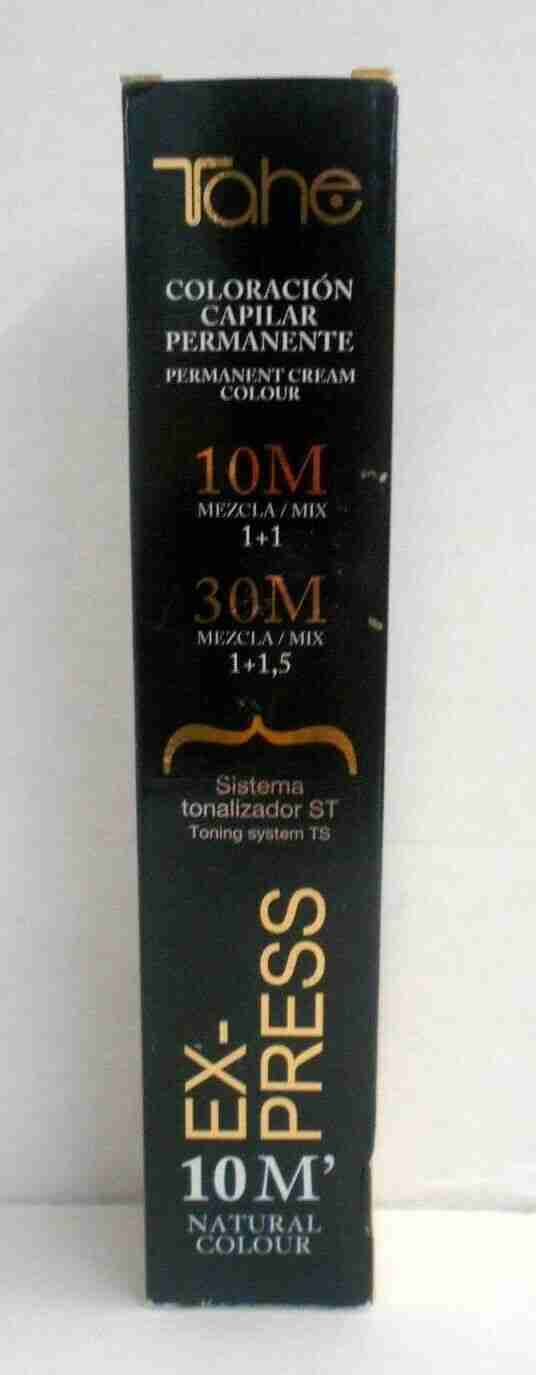 Tahe
COLORACIÓN
CAPILAR
PERMANENTE
PERMANENT CREAM
COLOUR
10M
MEZCLA / MIX
1+1
30M
MEZCLA / MIX
1+1,5
Sistema
tonalizador ST
Toning system TS
EX-
PRESS
10 M'
NATURAL
COLOUR